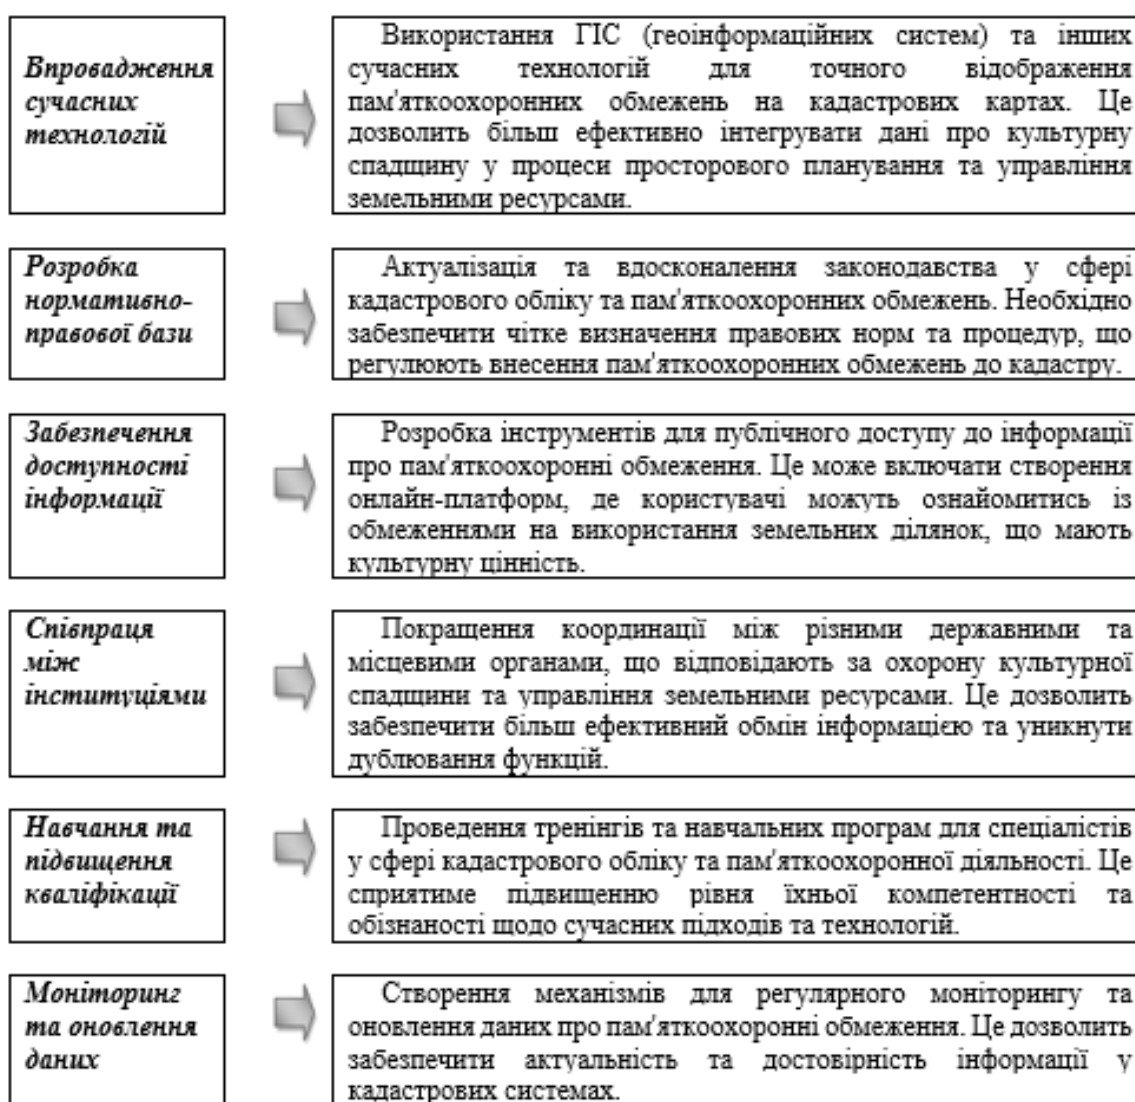 Впровадження
сучасних
технологій
Використання ГІС (геоінформаційних систем) та інших
сучасних технологій для точного відображення
пам'яткоохоронних обмежень на кадастрових картах. Це
дозволить більш ефективно інтегрувати дані про культурну
спадщину у процеси просторового планування та управління
земельними ресурсами.
Розробка
нормативно-
правової бази
Актуалізація та вдосконалення законодавства у сфері
кадастрового обліку та пам'яткоохоронних обмежень. Необхідно
забезпечити чітке визначення правових норм та процедур, що
регулюють внесення пам'яткоохоронних обмежень до кадастру.
Забезпечення
доступності
інформації
Розробка інструментів для публічного доступу до інформації
про пам'яткоохоронні обмеження. Це може включати створення
онлайн-платформ, де користувачі можуть ознайомитись із
обмеженнями на використання земельних ділянок, що мають
культурну цінність.
Співпраця
між
інституціями
Покращення координації між різними державними та
місцевими органами, що відповідають за охорону культурної
спадщини та управління земельними ресурсами. Це дозволить
забезпечити більш ефективний обмін інформацією та уникнути
дублювання функцій.
Навчання та
підвищення
кваліфікації
Проведення тренінгів та навчальних програм для спеціалістів
у сфері кадастрового обліку та пам'яткоохоронної діяльності. Це
сприятиме підвищенню рівня їхньої компетентності та
обізнаності щодо сучасних підходів та технологій.
Моніторинг
та оновлення
даних
Створення механізмів для регулярного моніторингу та
оновлення даних про пам'яткоохоронні обмеження. Це дозволить
забезпечити актуальність та достовірність інформації у
кадастрових системах.